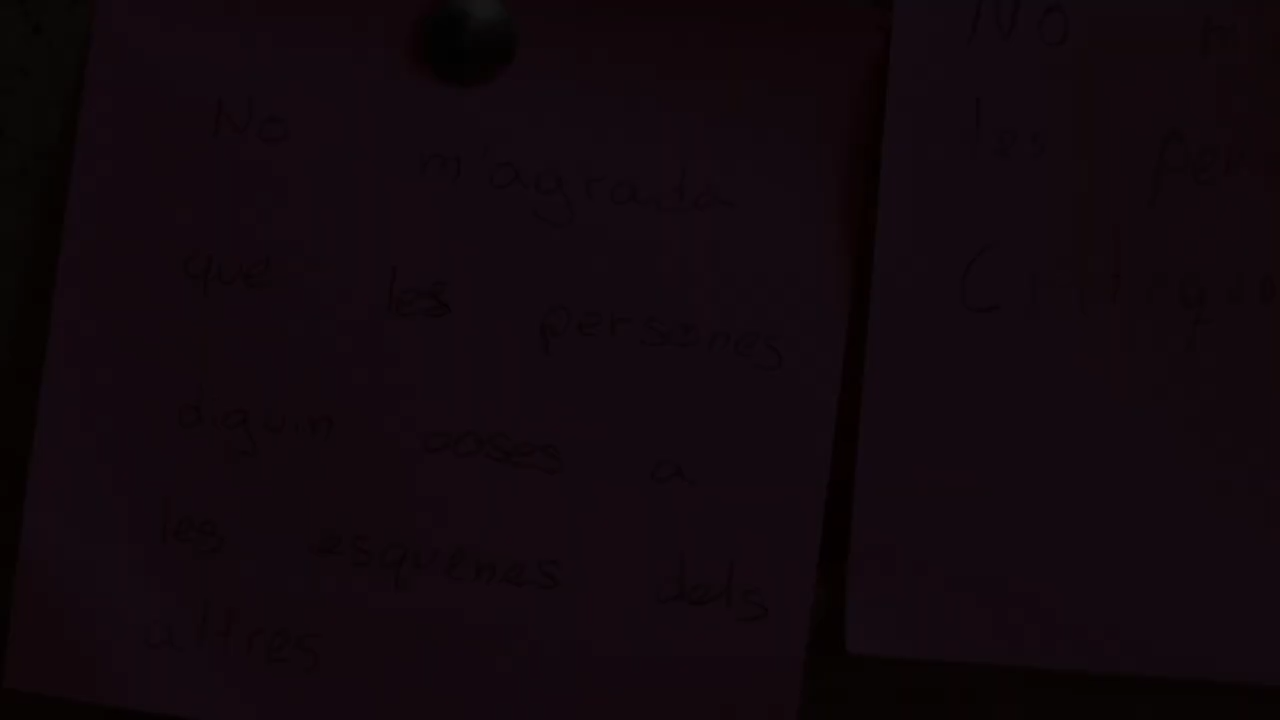 No m'agrada
que les persones
diguin coses a
les esquenes dels
altres
No
les